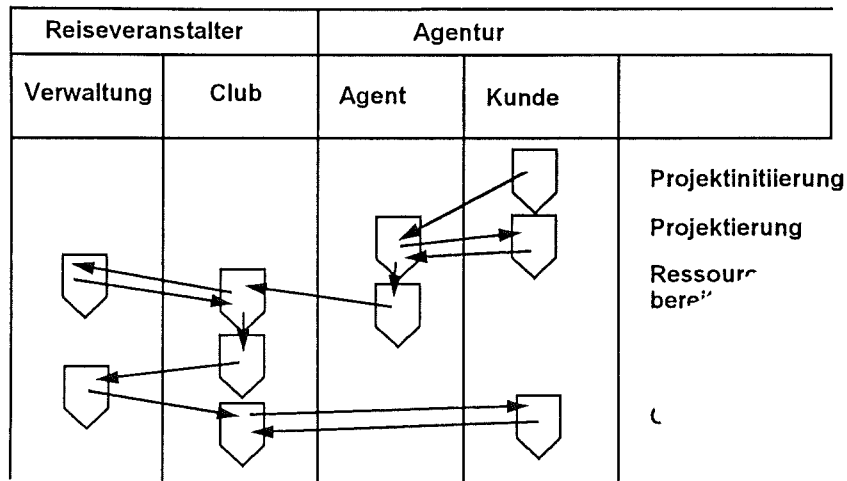 Reiseveranstalter Agentur
Verwaltung Club Agent Kunde
Projektinitiierung
Projektierung